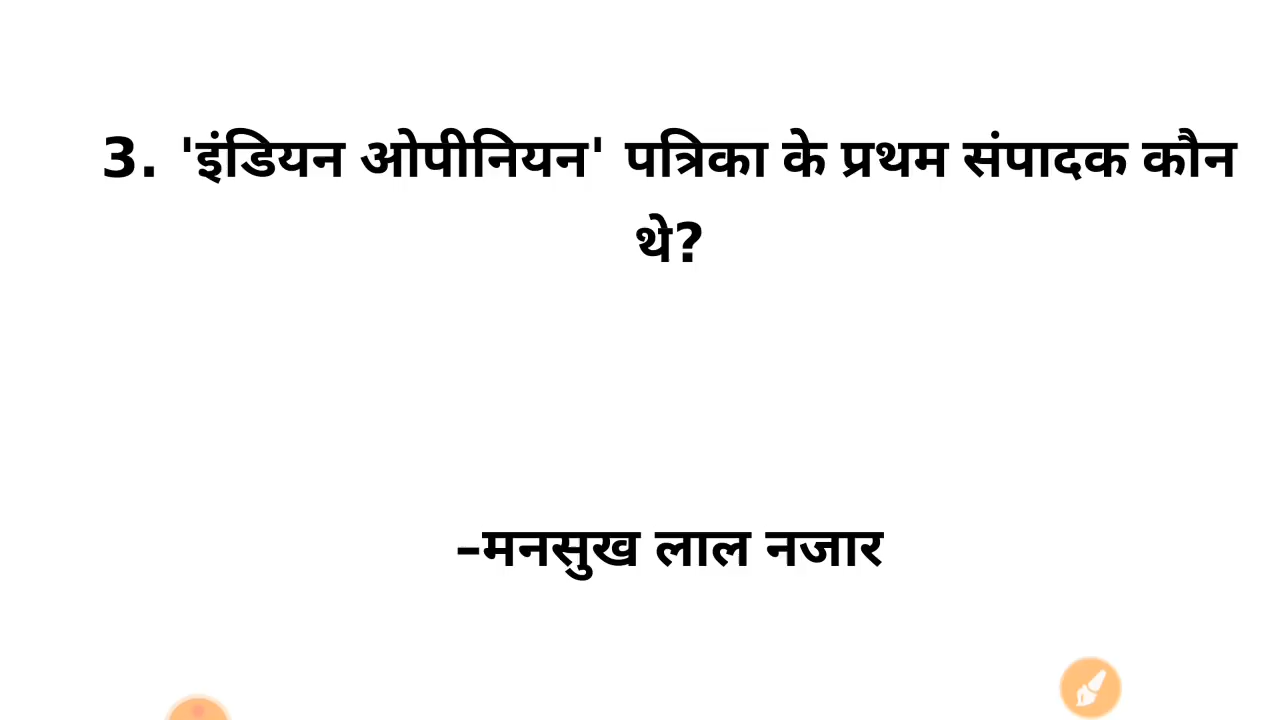 3. 'इंडियन ओपीनियन' पत्रिका के प्रथम संपादक कौन
थे?
–मनसुख लाल नजार